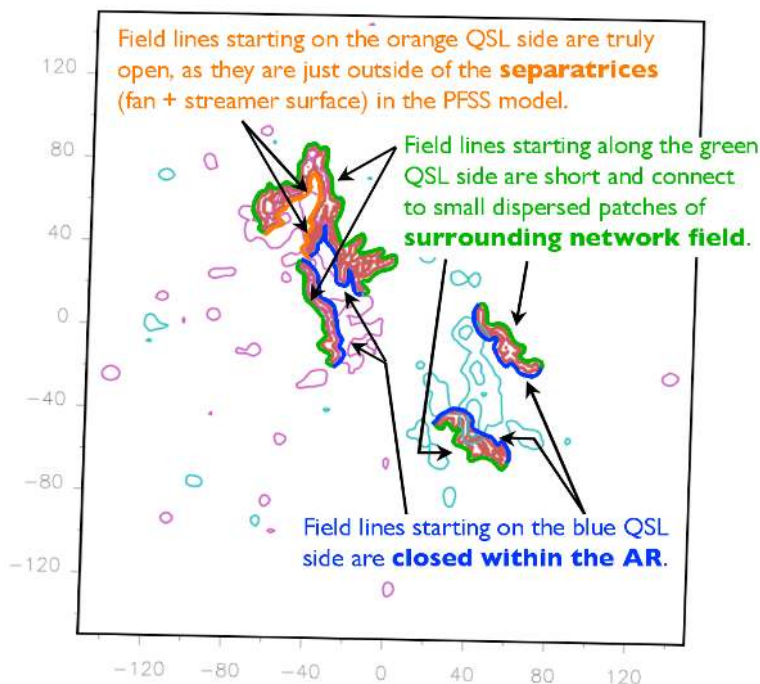 Field lines starting on the orange QSL side are truly
open, as they are just outside of the separatrices
(fan + streamer surface) in the PFSS model.
Field lines starting along the green
QSL side are short and connect
to small dispersed patches of
surrounding network field.
Field lines starting on the blue QSL
side are closed within the AR.
120
80
40
0
−40
−80
−120
−120
−80
−40
0
40
80
120